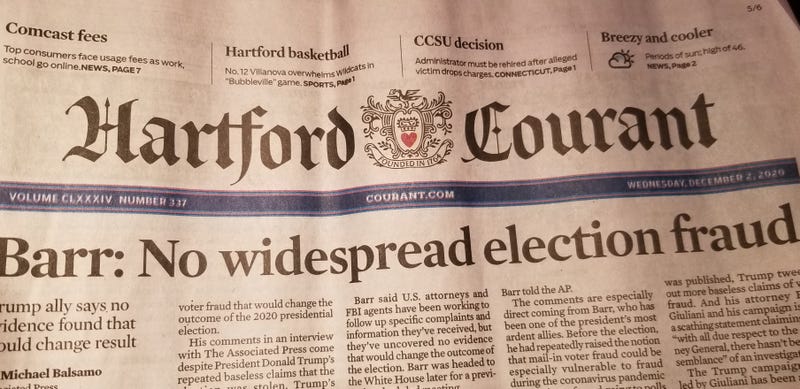 5/6
Comcast fees
Top consumers face usage fees as work,
school go online. NEWS, PAGE 7
Hartford basketball
No. 12 Villanova overwhelms Wildcats in
"Bubbleville" game. SPORTS, Page 1
CCSU decision
Administrator must be rehired after alleged
victim drops charges. CONNECTICUT, Page 1
Breezy and cooler
Periods of sun; high of 46.
NEWS, Page 2
Hartford Courant
FOUNDED IN 1764
VOLUME CLXXXIV NUMBER 337
COURANT.COM
WEDNESDAY, DECEMBER 2, 2020
Barr: No widespread election fraud
rump ally says no
idence found that
ould change result
Michael Balsamo
ciated Press
voter fraud that would change the
outcome of the 2020 presidential
election.
His comments in an interview
with The Associated Press come
despite President Donald Trump's
repeated baseless claims that the
election was stolen, Trump's
Barr said U.S. attorneys and
FBI agents have been working to
follow up specific complaints and
information they've received, but
they've uncovered no evidence
that would change the outcome of
the election. Barr was headed to
the White House later for a previ-
Barr told the AP.
The comments are especially
direct coming from Barr, who has
been one of the president's most
ardent allies. Before the election,
he had repeatedly raised the notion
that mail-in voter fraud could be
especially vulnerable to fraud
during the coronavirus pandemic
was published, Trump twee
out more baseless claims of v
fraud. And his attorney R
Giuliani and his campaign is
a scathing statement claiming
"with all due respect to the
ney General, there hasn't be
semblance" of an investigat
The Trump campaign
led by Giuliani has been